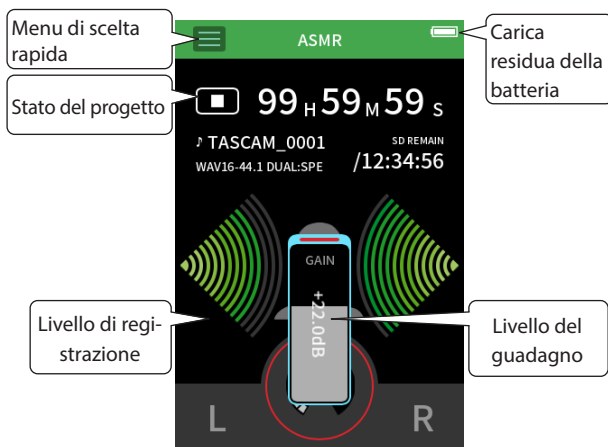 Menu di scelta
rapida
ASMR
Carica
residua della
batteria
Stato del progetto
99 H 59 M 59 s
♪ TASCAM_0001
SD REMAIN
WAV16-44.1 DUAL:SPE
/12:34:56
GAIN
+22.0dB
Livello di regi-
strazione
Livello del
guadagno
L
R